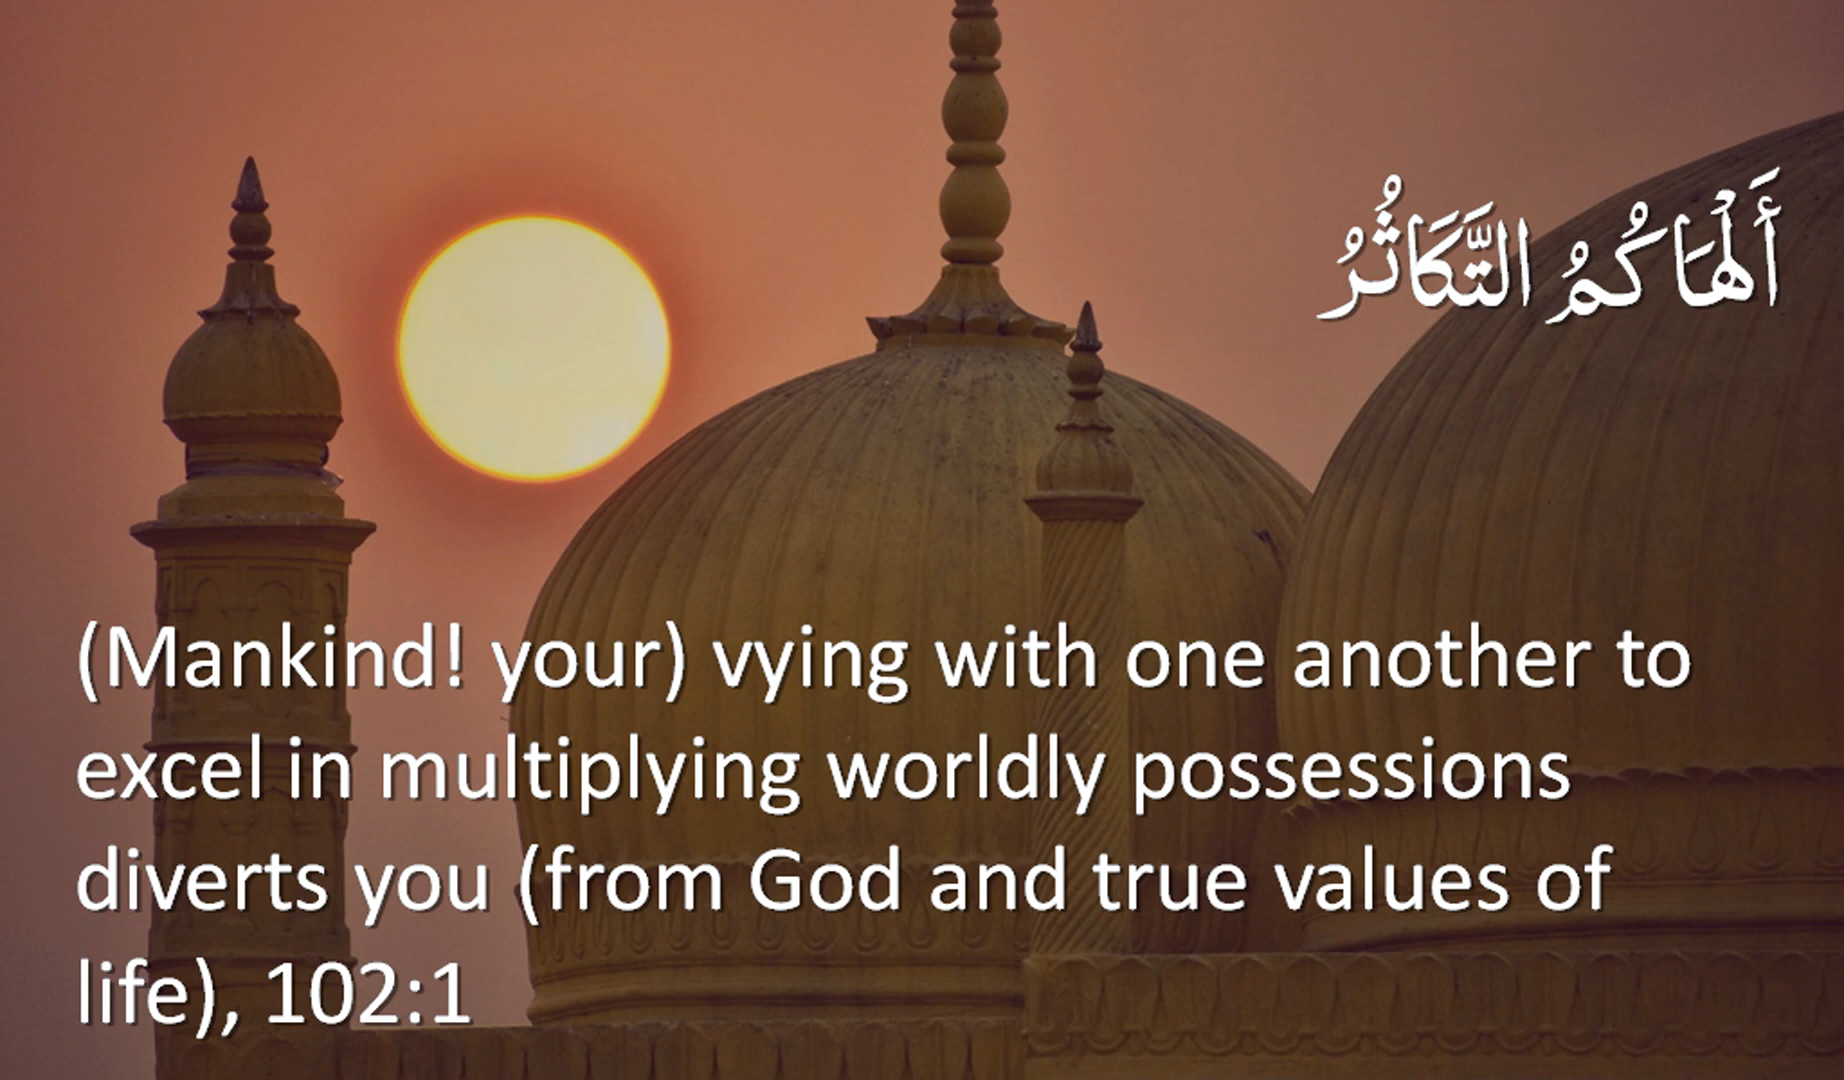 أَلْهَاكُمُ التَّكَاثُرُ
(Mankind! your) vying with one another to
excel in multiplying worldly possessions
diverts you (from God and true values of
life), 102:1